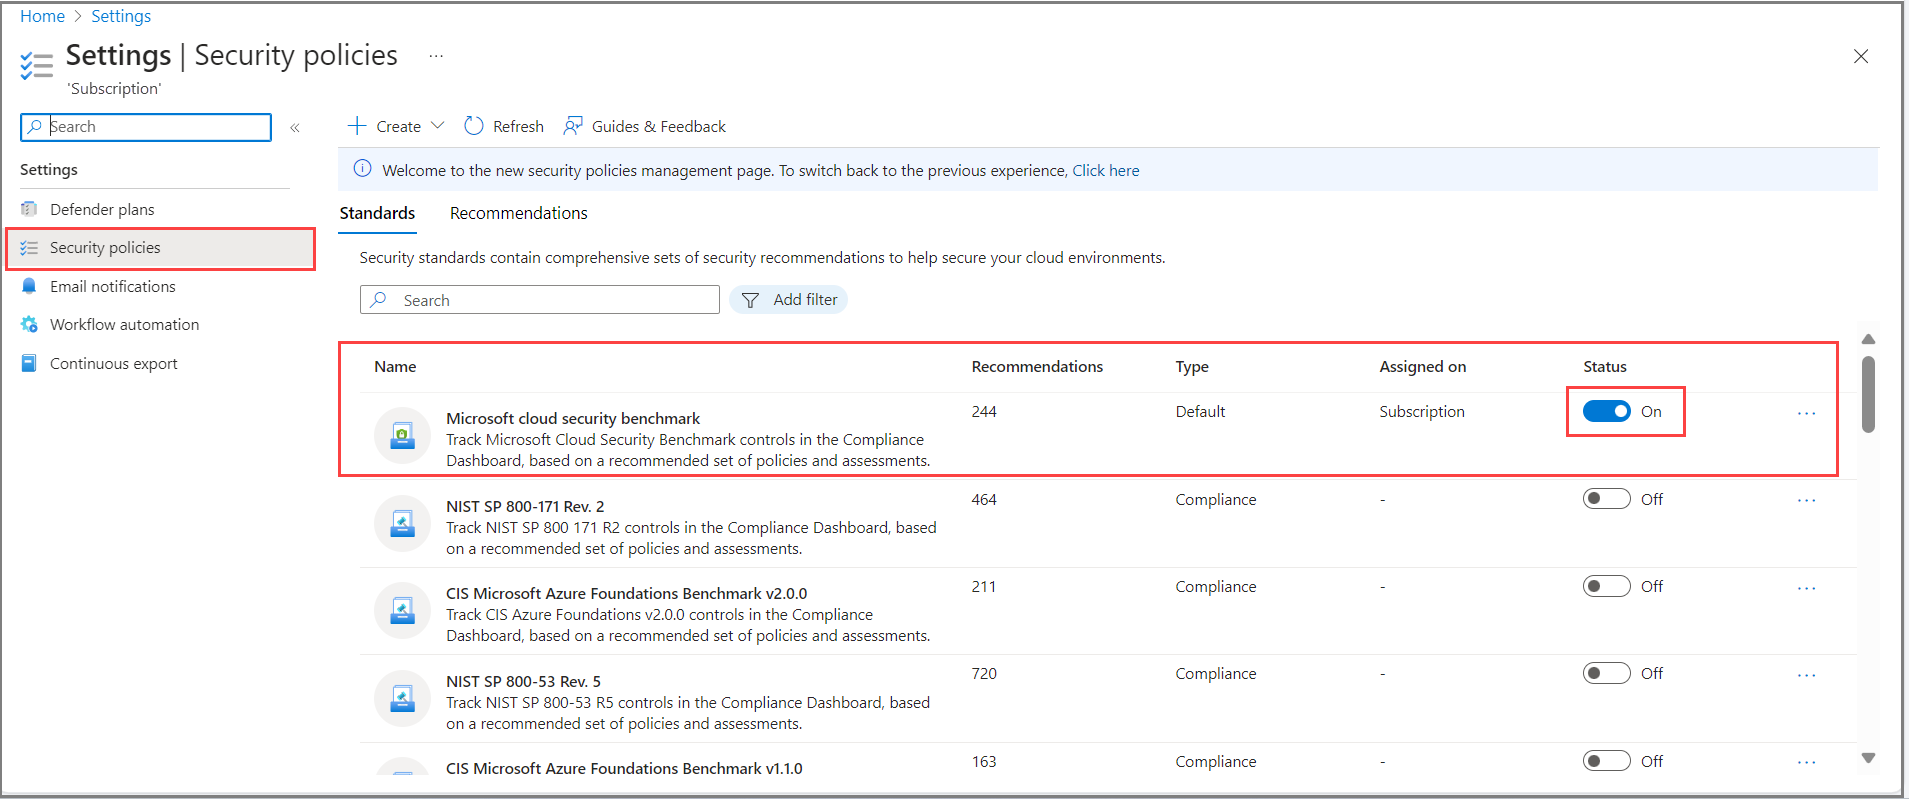 Home > Settings
Settings | Security policies ...
'Subscription'
Search «
Create Refresh Guides & Feedback
Welcome to the new security policies management page. To switch back to the previous experience, Click here
Settings
Defender plans
Security policies
Email notifications
Workflow automation
Continuous export
Standards Recommendations
Security standards contain comprehensive sets of security recommendations to help secure your cloud environments.
Search Add filter
Name Recommendations Type Assigned on Status
Microsoft cloud security benchmark 244 Default Subscription On ...
Track Microsoft Cloud Security Benchmark controls in the Compliance
Dashboard, based on a recommended set of policies and assessments.
NIST SP 800-171 Rev. 2 464 Compliance - Off ...
Track NIST SP 800 171 R2 controls in the Compliance Dashboard, based
on a recommended set of policies and assessments.
CIS Microsoft Azure Foundations Benchmark v2.0.0 211 Compliance - Off ...
Track CIS Azure Foundations v2.0.0 controls in the Compliance
Dashboard, based on a recommended set of policies and assessments.
NIST SP 800-53 Rev. 5 720 Compliance - Off ...
Track NIST SP 800-53 R5 controls in the Compliance Dashboard, based
on a recommended set of policies and assessments.
CIS Microsoft Azure Foundations Benchmark v1.1.0 163 Compliance - Off ...